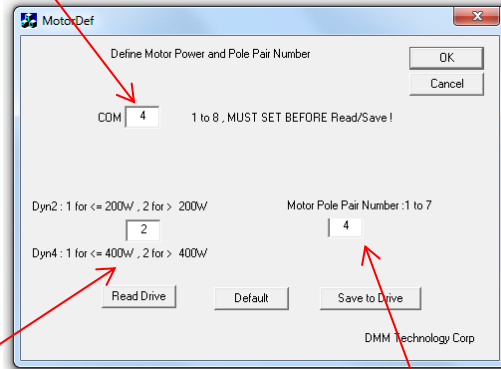 MotorDef
Define Motor Power and Pole Pair Number
OK
Cancel
COM 4 1 to 8 , MUST SET BEFORE Read/Save !
Dyn2 : 1 for <= 200W , 2 for > 200W
2
Dyn4 : 1 for <= 400W , 2 for > 400W
Motor Pole Pair Number :1 to 7
4
Read Drive
Default
Save to Drive
DMM Technology Corp